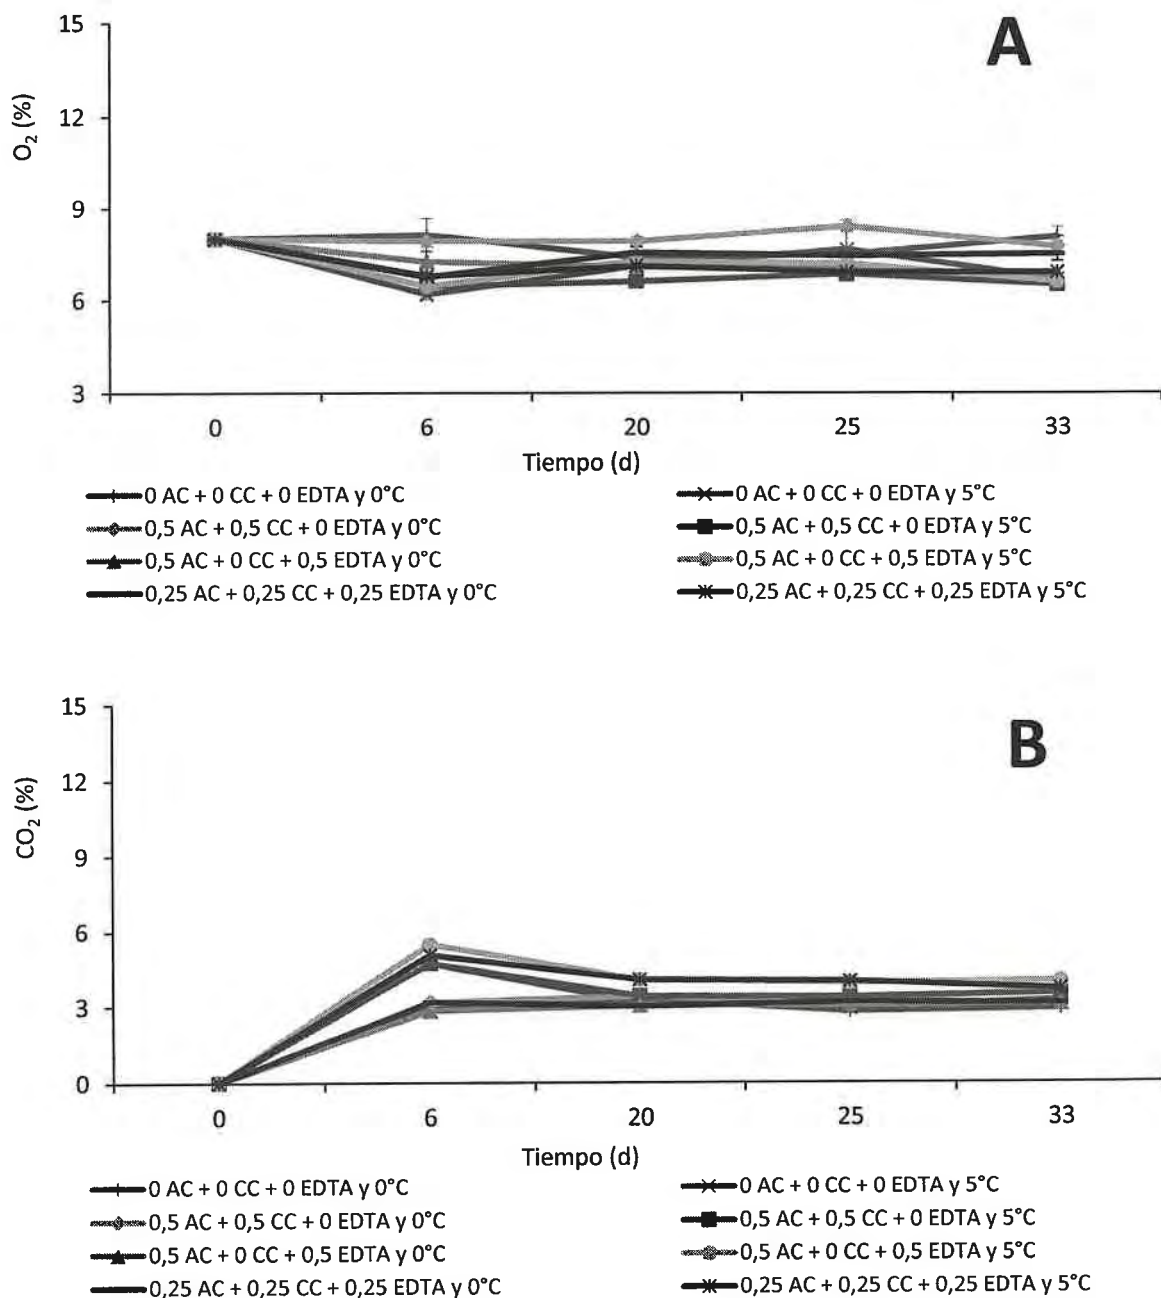 A
15
12
9
6
3
O2 (%)
0 6 20 25 33
Tiempo (d)
0 AC + 0 CC + 0 EDTA y 0°C
0 AC + 0 CC + 0 EDTA y 5°C
0,5 AC + 0,5 CC + 0 EDTA y 0°C
0,5 AC + 0,5 CC + 0 EDTA y 5°C
0,5 AC + 0 CC + 0,5 EDTA y 0°C
0,5 AC + 0 CC + 0,5 EDTA y 5°C
0,25 AC + 0,25 CC + 0,25 EDTA y 0°C
0,25 AC + 0,25 CC + 0,25 EDTA y 5°C
B
15
12
9
6
3
0
CO2 (%)
0 6 20 25 33
Tiempo (d)
0 AC + 0 CC + 0 EDTA y 0°C
0 AC + 0 CC + 0 EDTA y 5°C
0,5 AC + 0,5 CC + 0 EDTA y 0°C
0,5 AC + 0,5 CC + 0 EDTA y 5°C
0,5 AC + 0 CC + 0,5 EDTA y 0°C
0,5 AC + 0 CC + 0,5 EDTA y 5°C
0,25 AC + 0,25 CC + 0,25 EDTA y 0°C
0,25 AC + 0,25 CC + 0,25 EDTA y 5°C